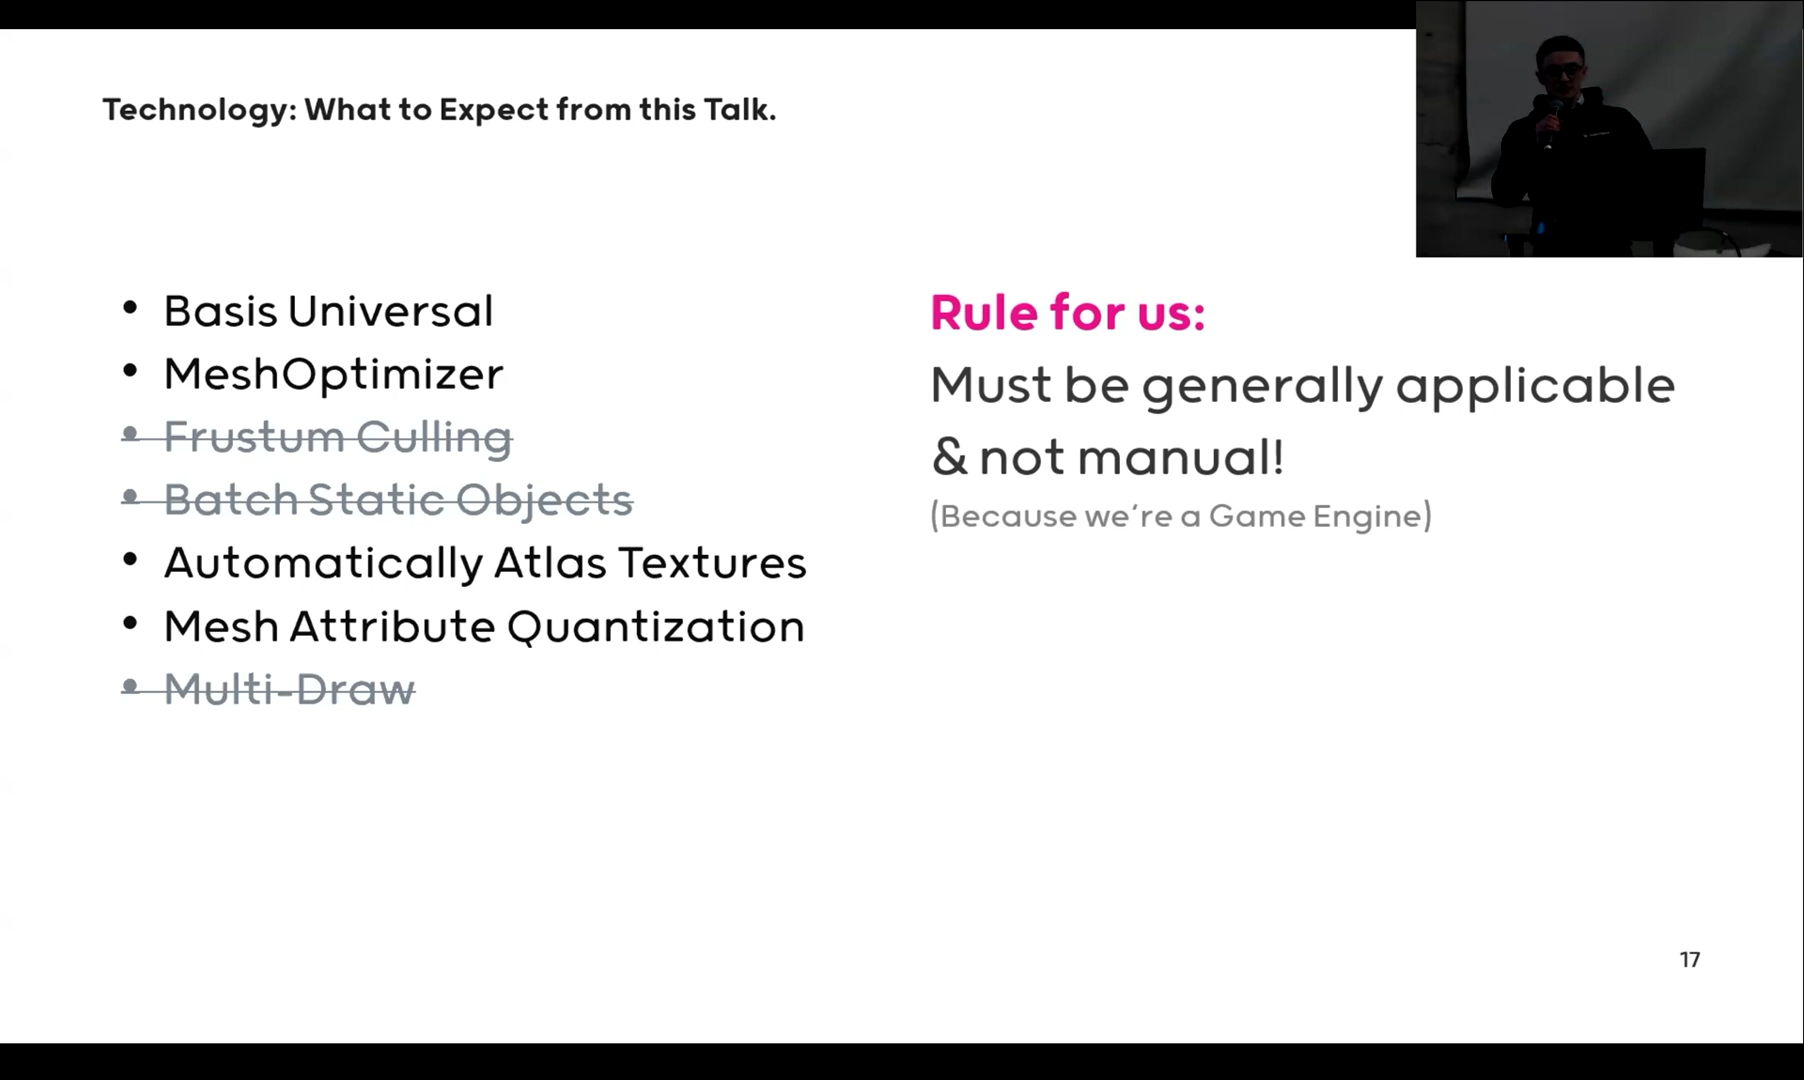 Technology: What to Expect from this Talk.
• Basis Universal
• MeshOptimizer
• Frustum Culling
• Batch Static Objects
• Automatically Atlas Textures
• Mesh Attribute Quantization
• Multi-Draw
Rule for us:
Must be generally applicable
& not manual!
(Because we're a Game Engine)
17